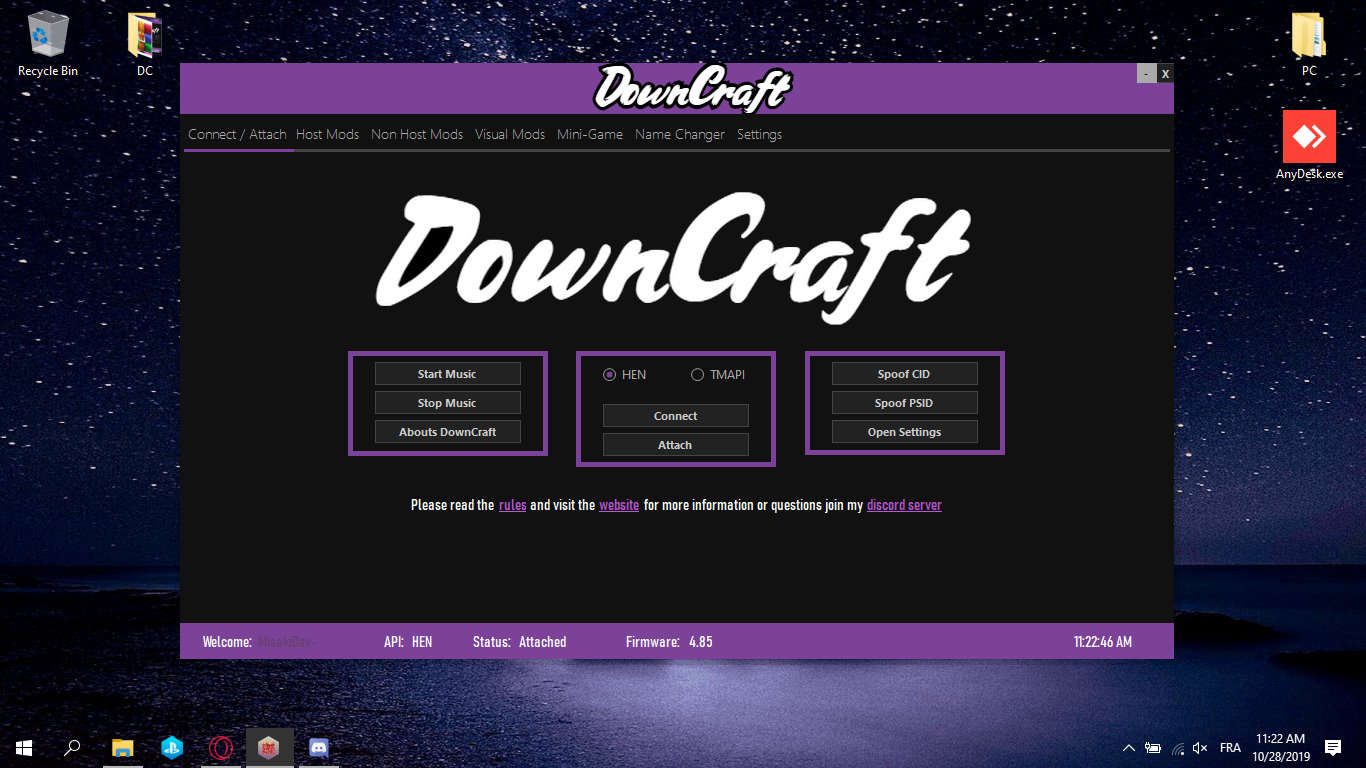 Recycle Bin
DC
PC
AnyDesk.exe
DownCraft
-
X
Connect / Attach Host Mods Non Host Mods Visual Mods Mini-Game Name Changer Settings
DownCraft
Start Music
Stop Music
Abouts DownCraft
HEN TMAPI
Connect
Attach
Spoof CID
Spoof PSID
Open Settings
Please read the rules and visit the website for more information or questions join my discord server
Welcome: MisakiDev- API: HEN Status: Attached Firmware: 4.85 11:22:46 AM
FRA
11:22 AM
10/28/2019